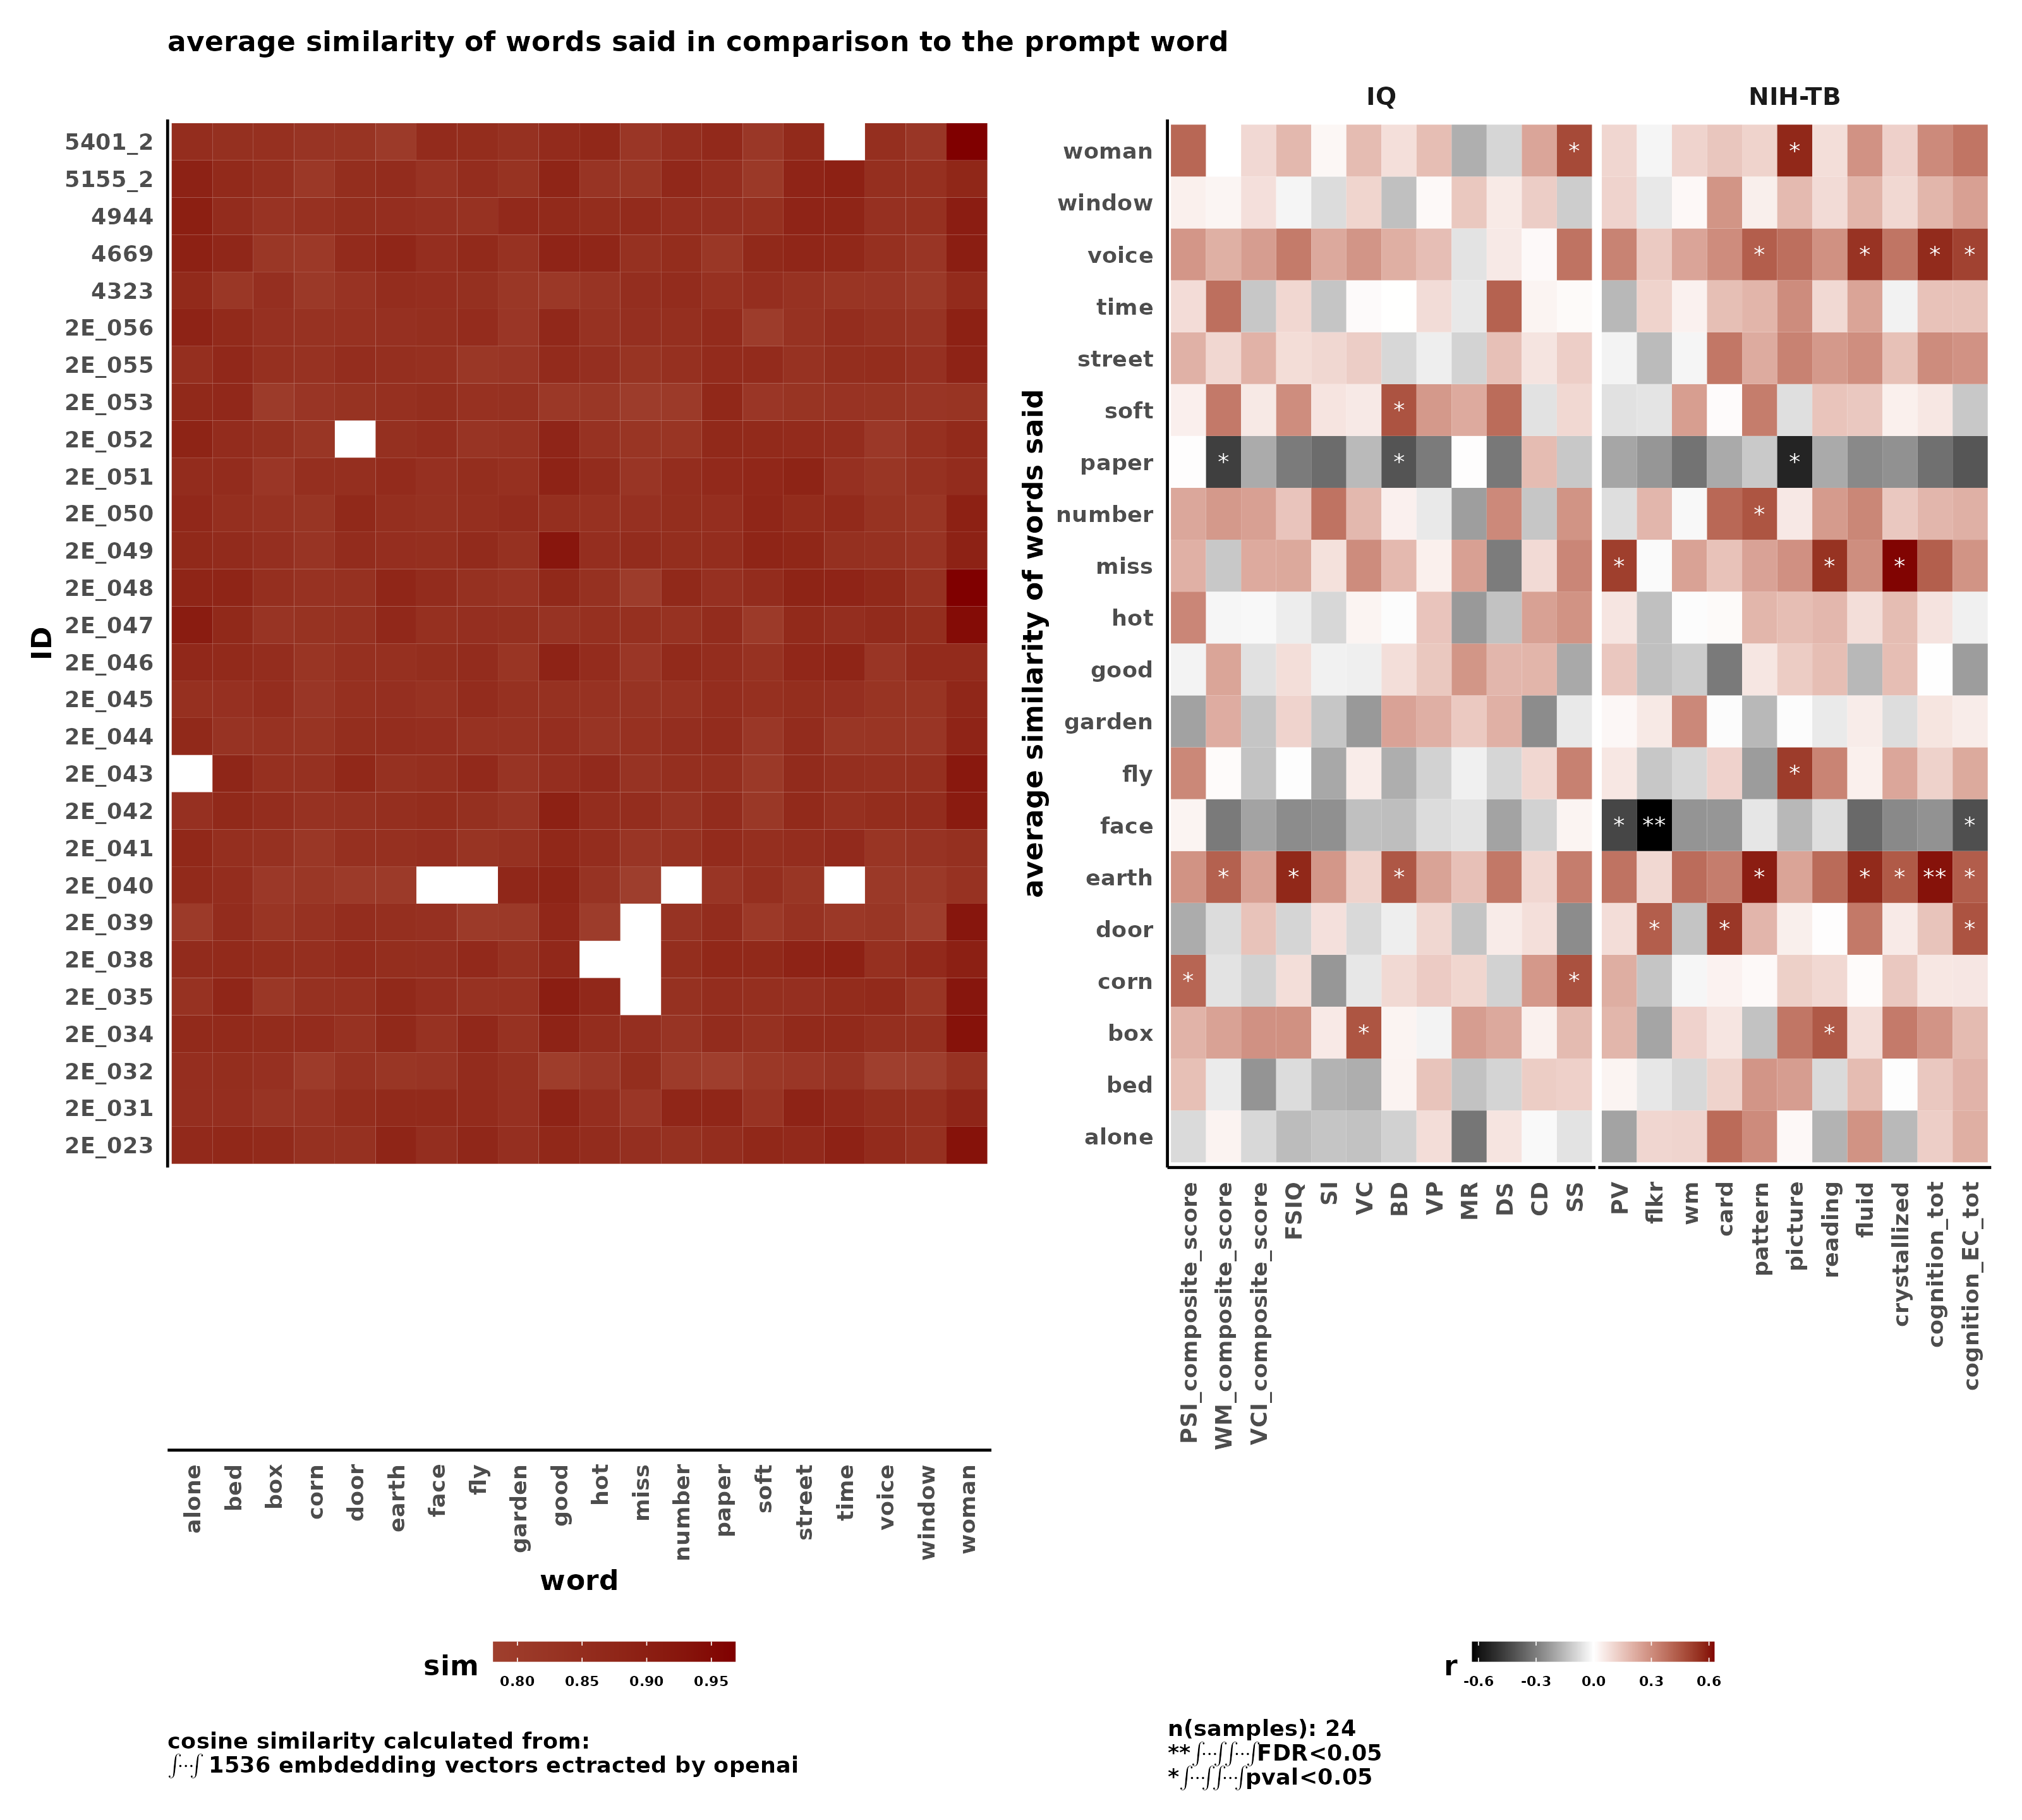 average similarity of words said in comparison to the prompt word
ID
5401_2
5155_2
4944
4669
4323
2E_056
2E_055
2E_053
2E_052
2E_051
2E_050
2E_049
2E_048
2E_047
2E_046
2E_045
2E_044
2E_043
2E_042
2E_041
2E_040
2E_039
2E_038
2E_035
2E_034
2E_032
2E_031
2E_023
alone
bed
box
corn
door
earth
face
fly
garden
good
hot
miss
number
paper
soft
street
time
voice
window
woman
word
sim
0.80 0.85 0.90 0.95
cosine similarity calculated from:
∫⋯∫ 1536 embdedding vectors ectracted by openai
IQ
NIH-TB
average similarity of words said
woman * *
window
voice * * * *
time
street
soft *
paper * * *
number *
miss * * *
hot
good
garden
fly *
face * ** *
earth * * * * * * ** *
door * * *
corn * *
box * *
bed
alone
PSI_composite_score
WM_composite_score
VCI_composite_score
FSIQ
SI
VC
BD
VP
MR
DS
CD
SS
PV
flkr
wm
card
pattern
picture
reading
fluid
crystallized
cognition_tot
cognition_EC_tot
r
-0.6 -0.3 0.0 0.3 0.6
n(samples): 24
**∫⋯∫∫⋯∫FDR<0.05
*∫⋯∫∫⋯∫pval<0.05